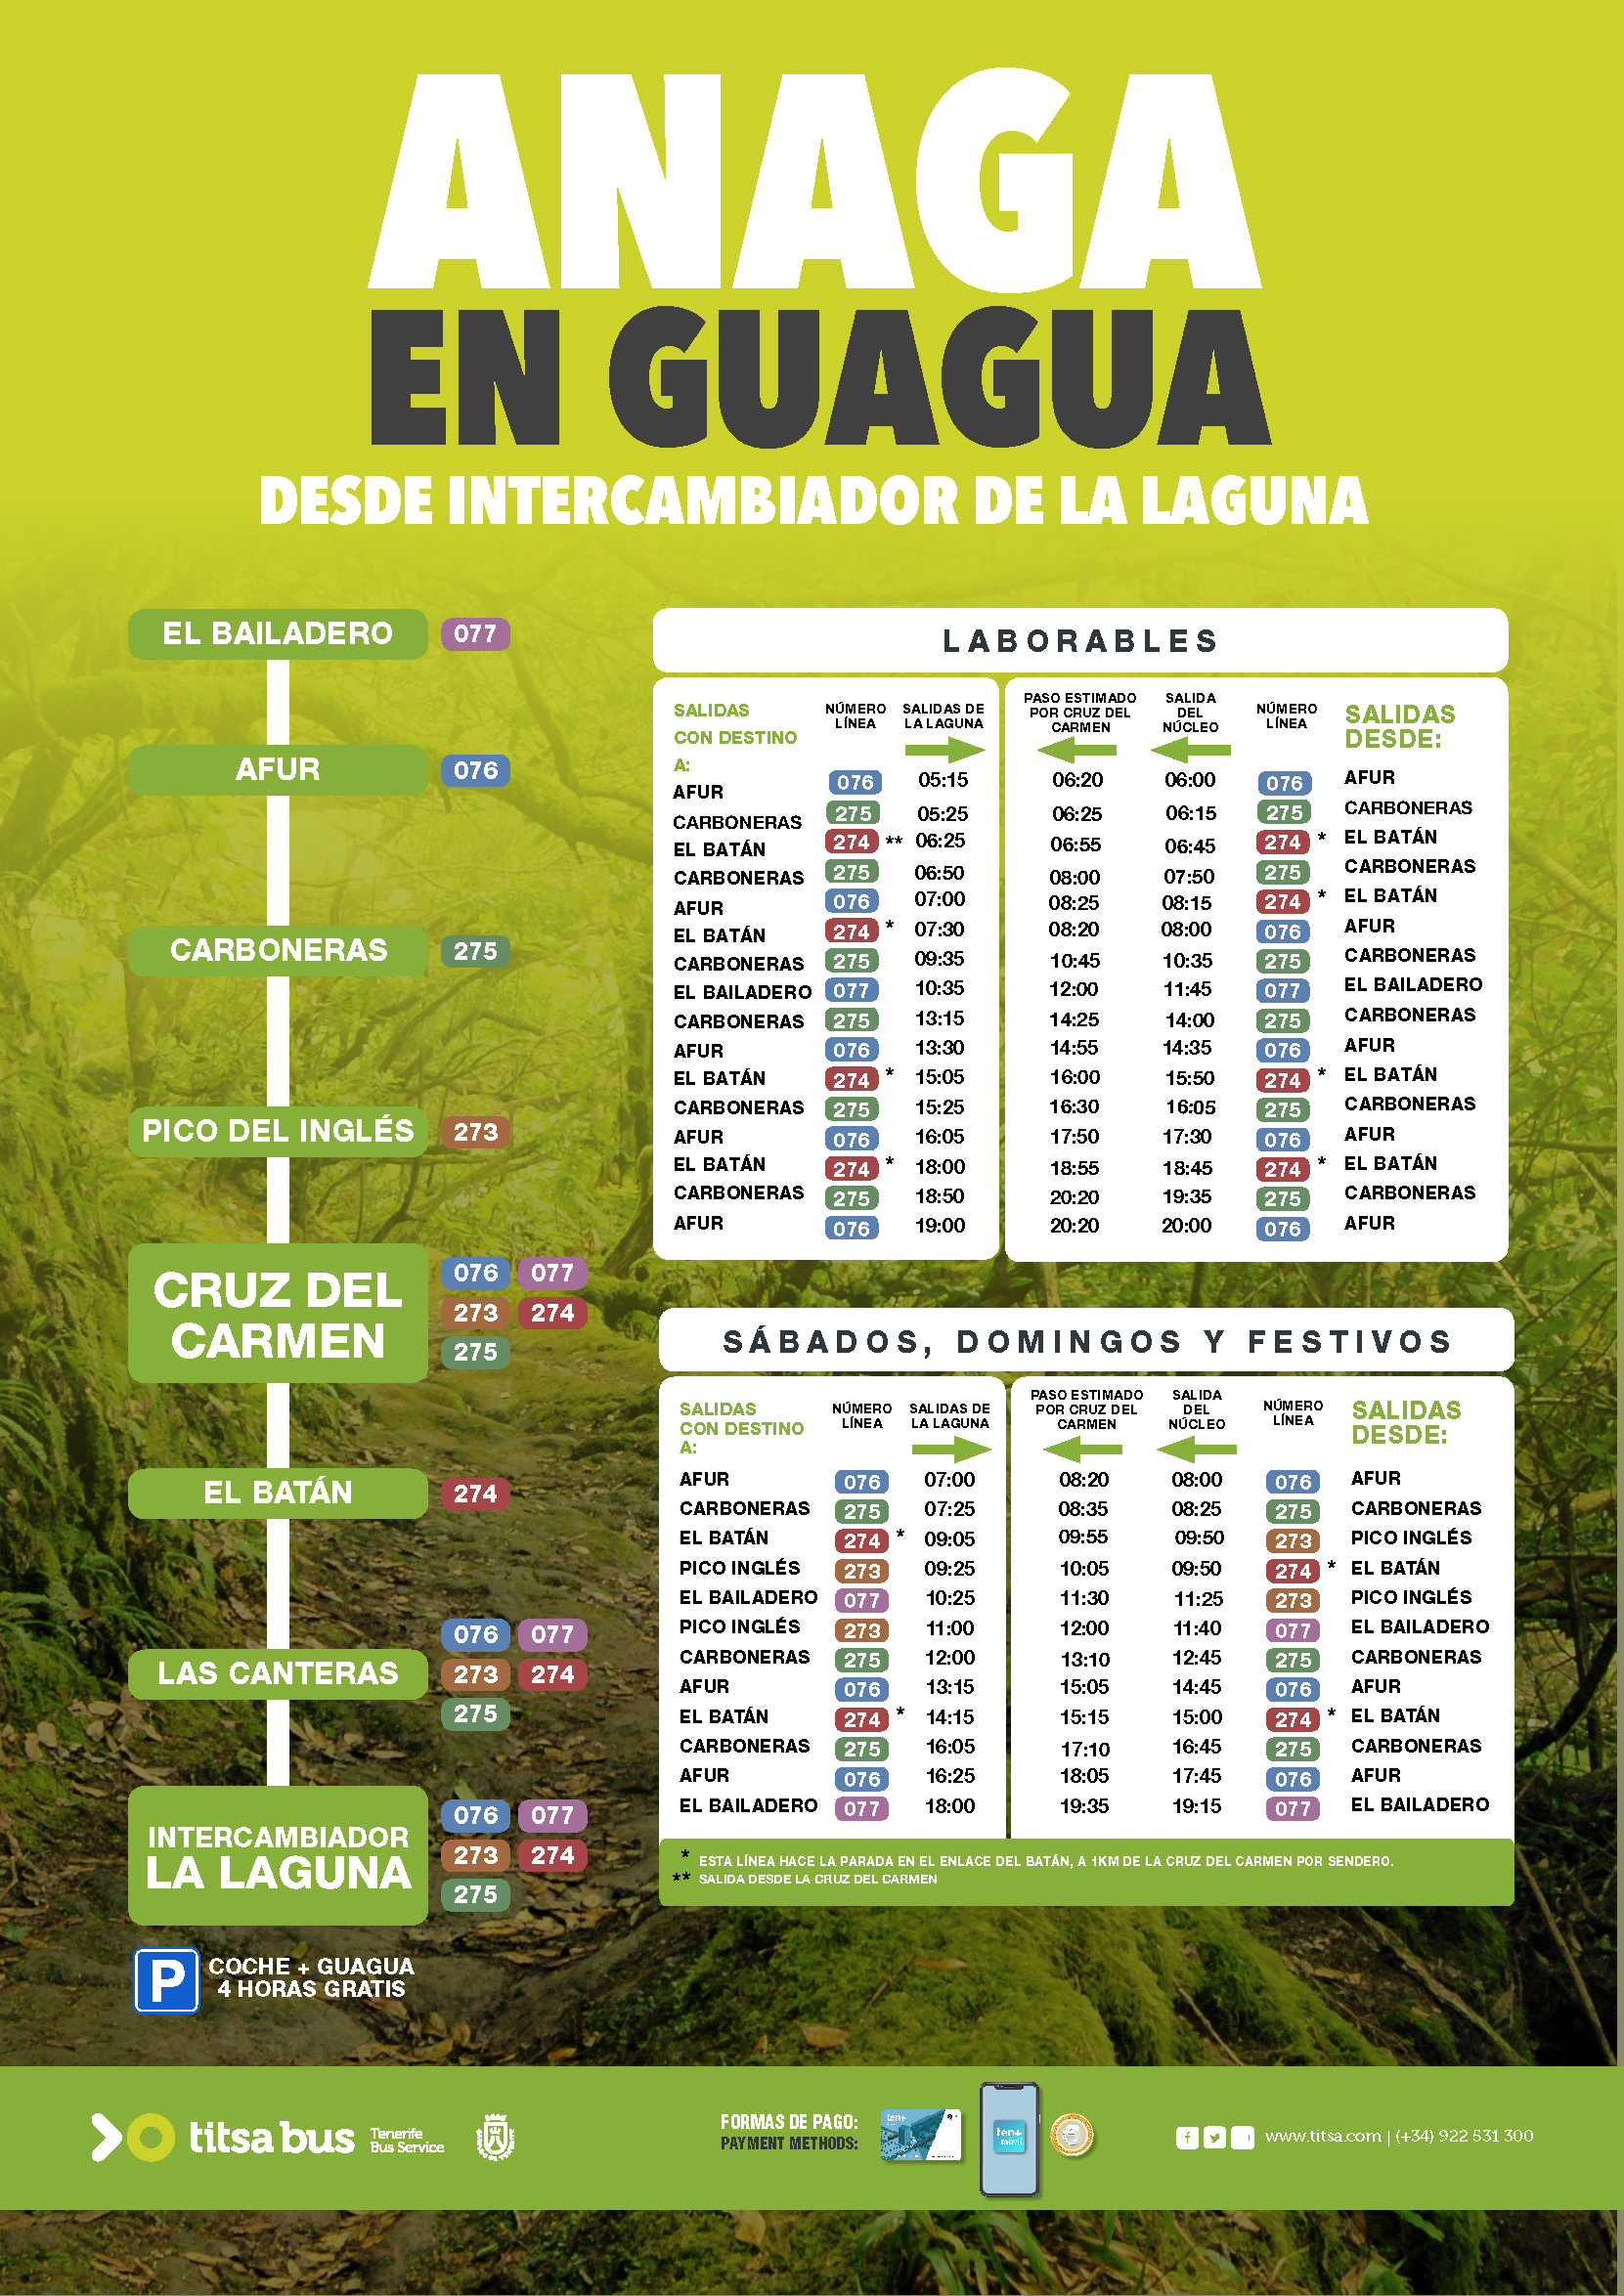 ANAGA
EN GUAGUA
DESDE INTERCAMBIADOR DE LA LAGUNA
EL BAILADERO 077
AFUR 076
CARBONERAS 275
PICO DEL INGLÉS 273
CRUZ DEL
CARMEN
076 077
273 274
275
EL BATÁN 274
LAS CANTERAS
076 077
273 274
275
INTERCAMBIADOR
LA LAGUNA
076 077
273 274
275
P
COCHE + GUAGUA
4 HORAS GRATIS
LABORABLES
SALIDAS
CON DESTINO
A:
NÚMERO
LÍNEA
SALIDAS DE
LA LAGUNA
PASO ESTIMADO
POR CRUZ DEL
CARMEN
SALIDA
DEL
NÚCLEO
NÚMERO
LÍNEA
SALIDAS
DESDE:
AFUR 076 05:15 06:20 06:00 076 AFUR
CARBONERAS 275 05:25 06:25 06:15 275 CARBONERAS
EL BATÁN 274 ** 06:25 06:55 06:45 274 * EL BATÁN
CARBONERAS 275 06:50 08:00 07:50 275 CARBONERAS
AFUR 076 07:00 08:25 08:15 274 * EL BATÁN
EL BATÁN 274 * 07:30 08:20 08:00 076 AFUR
CARBONERAS 275 09:35 10:45 10:35 275 CARBONERAS
EL BAILADERO 077 10:35 12:00 11:45 077 EL BAILADERO
CARBONERAS 275 13:15 14:25 14:00 275 CARBONERAS
AFUR 076 13:30 14:55 14:35 076 AFUR
EL BATÁN 274 * 15:05 16:00 15:50 274 * EL BATÁN
CARBONERAS 275 15:25 16:30 16:05 275 CARBONERAS
AFUR 076 16:05 17:50 17:30 076 AFUR
EL BATÁN 274 * 18:00 18:55 18:45 274 * EL BATÁN
CARBONERAS 275 18:50 20:20 19:35 275 CARBONERAS
AFUR 076 19:00 20:20 20:00 076 AFUR
SÁBADOS, DOMINGOS Y FESTIVOS
SALIDAS
CON DESTINO
A:
NÚMERO
LÍNEA
SALIDAS DE
LA LAGUNA
PASO ESTIMADO
POR CRUZ DEL
CARMEN
SALIDA
DEL
NÚCLEO
NÚMERO
LÍNEA
SALIDAS
DESDE:
AFUR 076 07:00 08:20 08:00 076 AFUR
CARBONERAS 275 07:25 08:35 08:25 275 CARBONERAS
EL BATÁN 274 * 09:05 09:55 09:50 273 PICO INGLÉS
PICO INGLÉS 273 09:25 10:05 09:50 274 * EL BATÁN
EL BAILADERO 077 10:25 11:30 11:25 273 PICO INGLÉS
PICO INGLÉS 273 11:00 12:00 11:40 077 EL BAILADERO
CARBONERAS 275 12:00 13:10 12:45 275 CARBONERAS
AFUR 076 13:15 15:05 14:45 076 AFUR
EL BATÁN 274 * 14:15 15:15 15:00 274 * EL BATÁN
CARBONERAS 275 16:05 17:10 16:45 275 CARBONERAS
AFUR 076 16:25 18:05 17:45 076 AFUR
EL BAILADERO 077 18:00 19:35 19:15 077 EL BAILADERO
* ESTA LÍNEA HACE LA PARADA EN EL ENLACE DEL BATÁN, A 1KM DE LA CRUZ DEL CARMEN POR SENDERO.
** SALIDA DESDE LA CRUZ DEL CARMEN
titsa bus
Tenerife
Bus Service
FORMAS DE PAGO:
PAYMENT METHODS:
ten+
ten+
móvil
www.titsa.com | (+34) 922 531 300